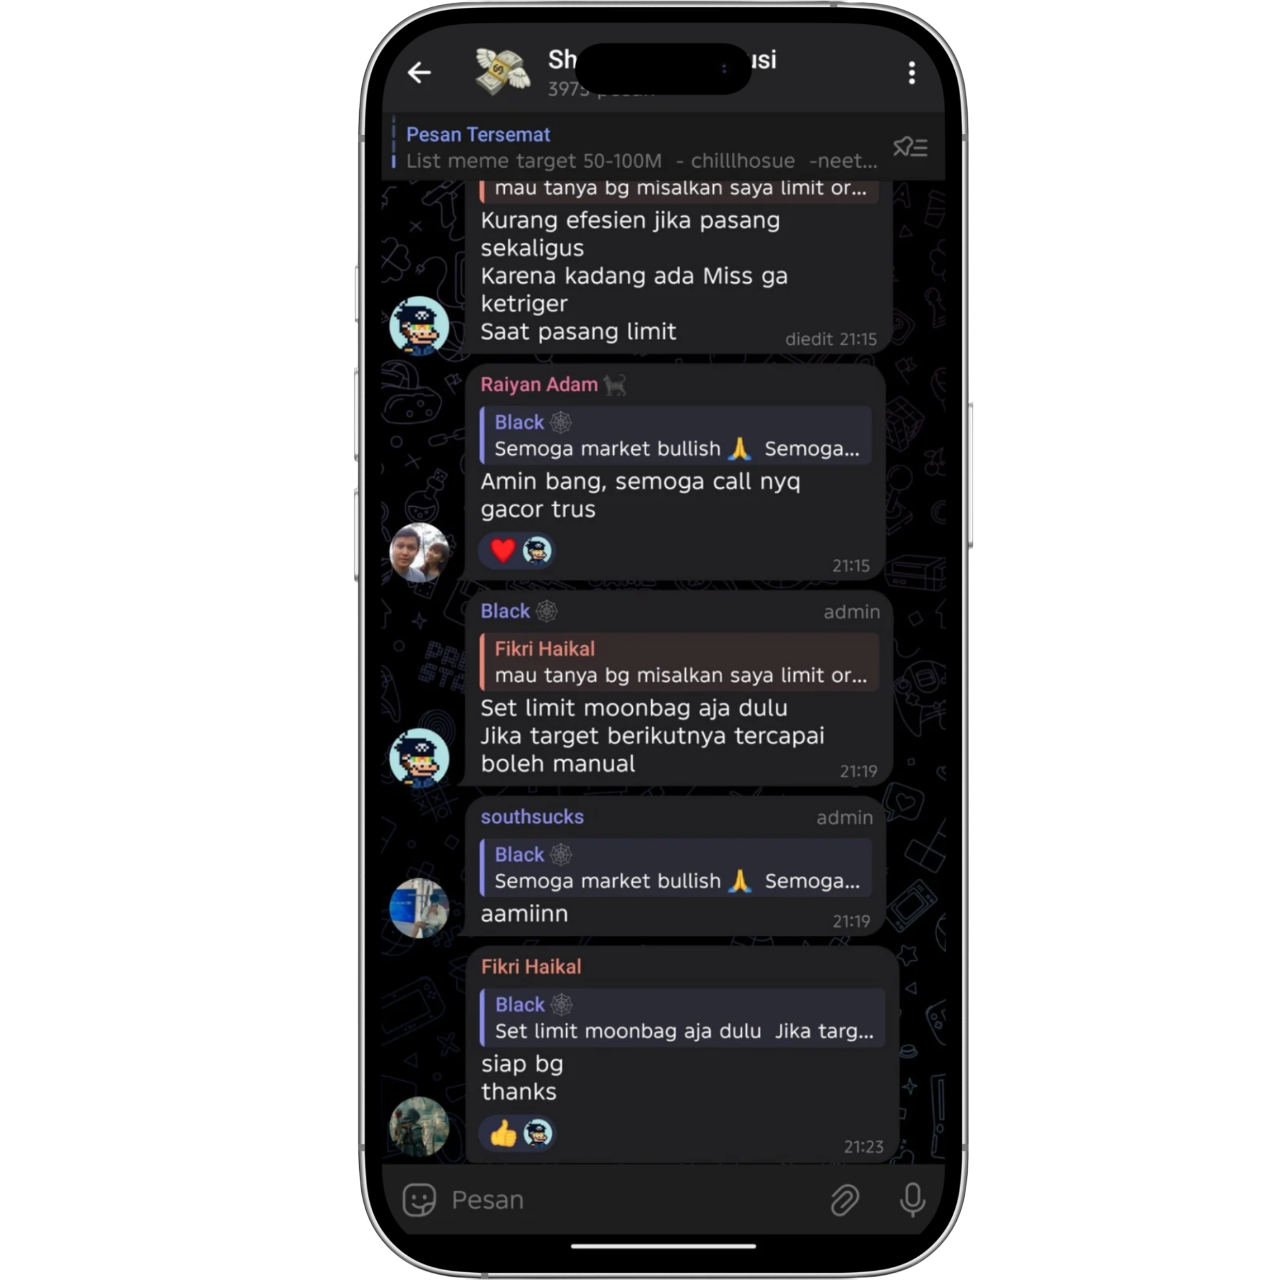 Sh
usi
3973
Pesan Tersemat
List meme target 50-100M - chilllhosue -neet...
mau tanya bg misalkan saya limit or...
Kurang efesien jika pasang
sekaligus
Karena kadang ada Miss ga
ketriger
Saat pasang limit
diedit 21:15
Raiyan Adam 🐈‍⬛
Black 🕸
Semoga market bullish 🙏 Semoga...
Amin bang, semoga call nyq
gacor trus
21:15
Black 🕸 admin
Fikri Haikal
mau tanya bg misalkan saya limit or...
Set limit moonbag aja dulu
Jika target berikutnya tercapai
boleh manual
21:19
southsucks admin
Black 🕸
Semoga market bullish 🙏 Semoga...
aamiinn
21:19
Fikri Haikal
Black 🕸
Set limit moonbag aja dulu Jika targ...
siap bg
thanks
21:23
Pesan